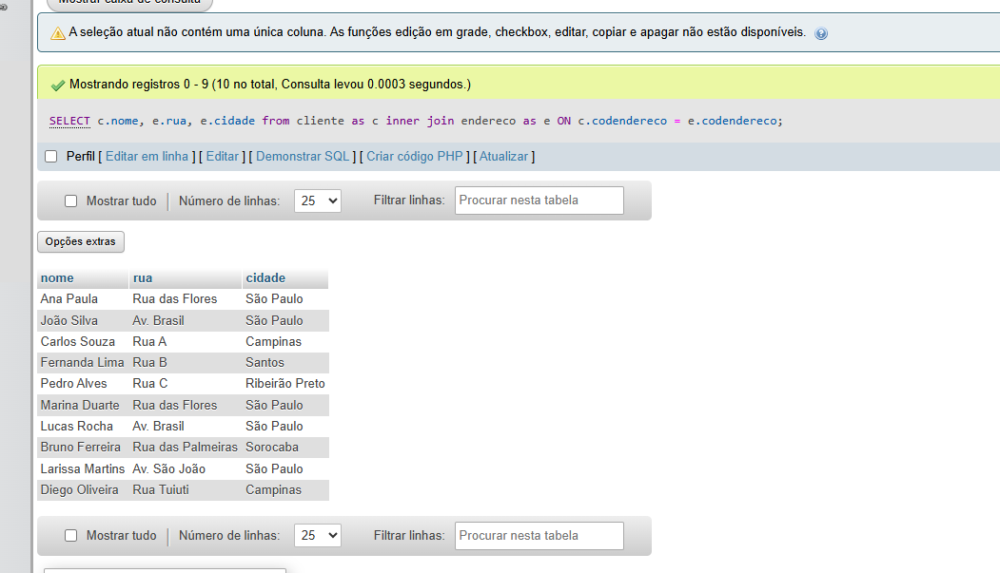 Mostrar caixa de consulta
A seleção atual não contém uma única coluna. As funções edição em grade, checkbox, editar, copiar e apagar não estão disponíveis.
Mostrando registros 0 - 9 (10 no total, Consulta levou 0.0003 segundos.)
SELECT c.nome, e.rua, e.cidade from cliente as c inner join endereco as e ON c.codendereco = e.codendereco;
Perfil [ Editar em linha ] [ Editar ] [ Demonstrar SQL ] [ Criar código PHP ] [ Atualizar ]
Mostrar tudo Número de linhas: 25 Filtrar linhas: Procurar nesta tabela
Opções extras
nome rua cidade
Ana Paula Rua das Flores São Paulo
João Silva Av. Brasil São Paulo
Carlos Souza Rua A Campinas
Fernanda Lima Rua B Santos
Pedro Alves Rua C Ribeirão Preto
Marina Duarte Rua das Flores São Paulo
Lucas Rocha Av. Brasil São Paulo
Bruno Ferreira Rua das Palmeiras Sorocaba
Larissa Martins Av. São João São Paulo
Diego Oliveira Rua Tuiuti Campinas
Mostrar tudo Número de linhas: 25 Filtrar linhas: Procurar nesta tabela